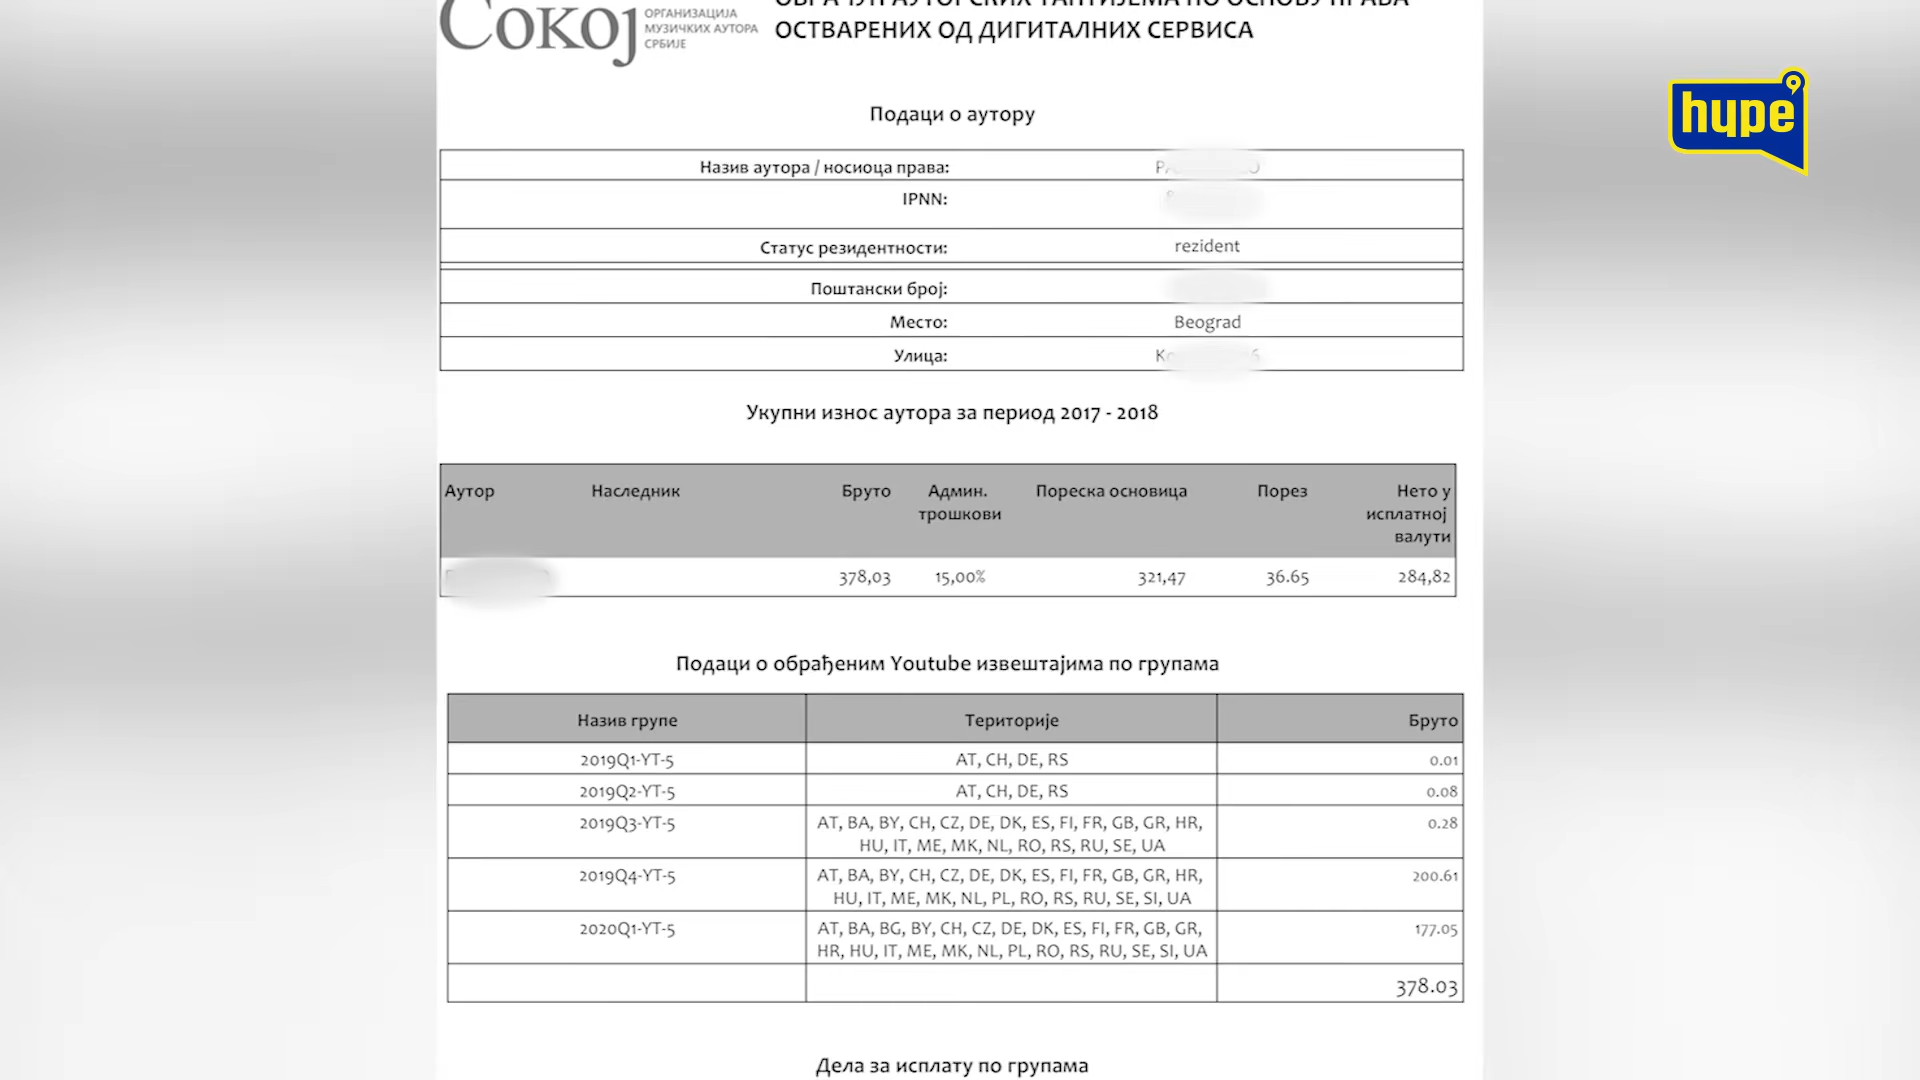 Сокој
ОРГАНИЗАЦИЈА
МУЗИЧКИХ АУТОРА
СРБИЈЕ
ОБРАЧУН АУТОРСКИХ ТАНТИЈЕМА ПО ОСНОВУ ПРАВА
ОСТВАРЕНИХ ОД ДИГИТАЛНИХ СЕРВИСА
hype
Подаци о аутору
Назив аутора / носиоца права:
IPNN:
Статус резидентности: rezident
Поштански број:
Место: Beograd
Улица:
Укупни износ аутора за период 2017 - 2018
Аутор Наследник Бруто Админ. трошкови Пореска основица Порез Нето у исплатној валути
378,03 15,00% 321,47 36.65 284,82
Подаци о обрађеним Youtube извештајима по групама
Назив групе Територије Бруто
2019Q1-YT-5 AT, CH, DE, RS 0.01
2019Q2-YT-5 AT, CH, DE, RS 0.08
2019Q3-YT-5 AT, BA, BY, CH, CZ, DE, DK, ES, FI, FR, GB, GR, HR, 0.28
HU, IT, ME, MK, NL, RO, RS, RU, SE, UA
2019Q4-YT-5 AT, BA, BY, CH, CZ, DE, DK, ES, FI, FR, GB, GR, HR, 200.61
HU, IT, ME, MK, NL, PL, RO, RS, RU, SE, SI, UA
2020Q1-YT-5 AT, BA, BG, BY, CH, CZ, DE, DK, ES, FI, FR, GB, GR, 177.05
HR, HU, IT, ME, MK, NL, PL, RO, RS, RU, SE, SI, UA
378.03
Дела за исплату по групама